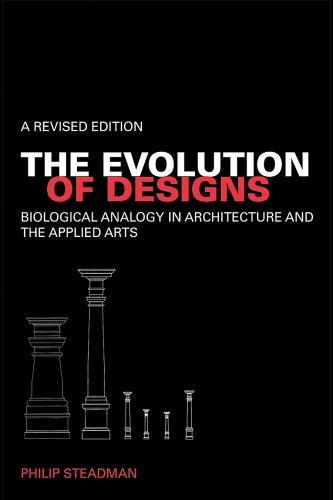 A REVISED EDITION
THE EVOLUTION
OF DESIGNS
BIOLOGICAL ANALOGY IN ARCHITECTURE AND
THE APPLIED ARTS
PHILIP STEADMAN